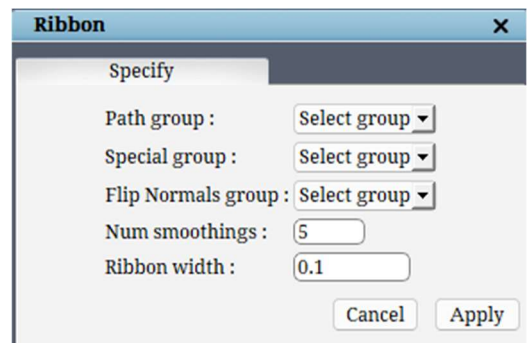 Ribbon ×
Specify
Path group : Select group
Special group : Select group
Flip Normals group : Select group
Num smoothings : 5
Ribbon width : 0.1
Cancel Apply